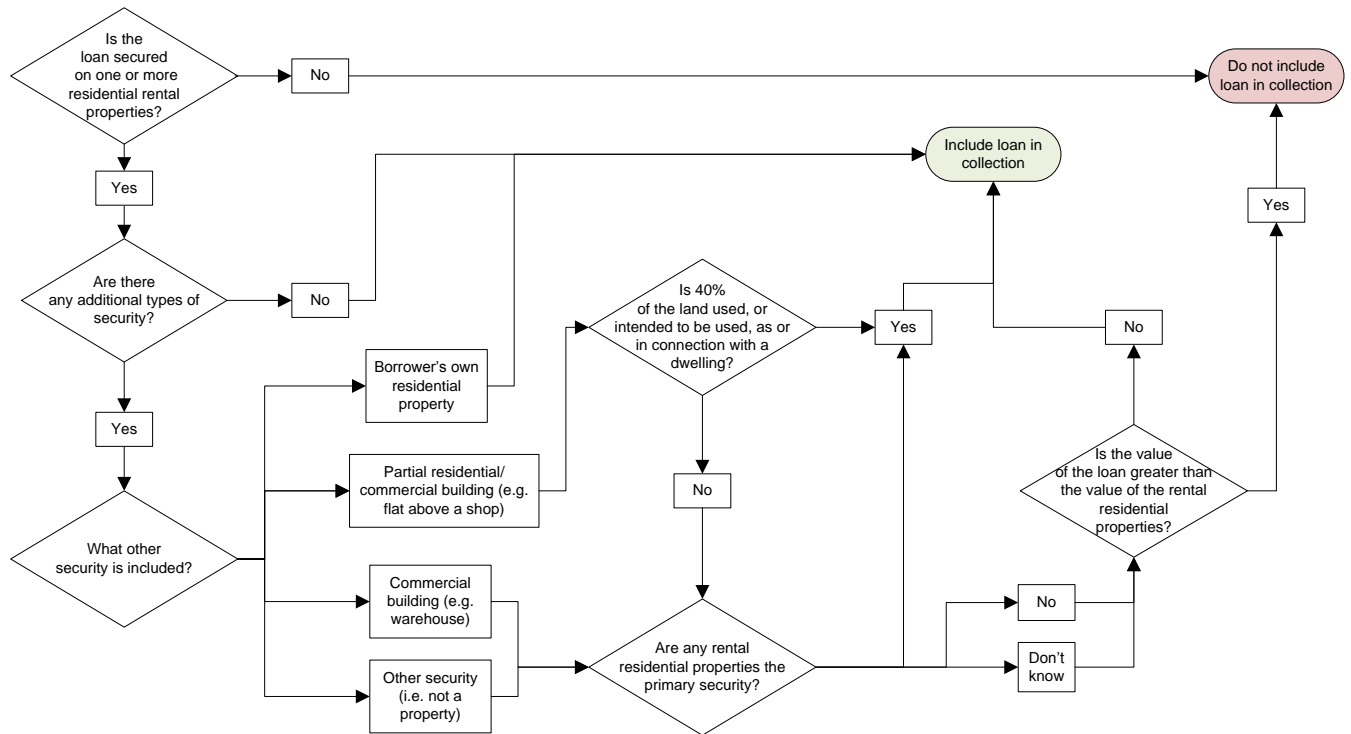 Is the
loan secured
on one or more
residential rental
properties?
No
Do not include
loan in collection
Yes
Include loan in
collection
Yes
Are there
any additional types of
security?
No
Is 40%
of the land used, or
intended to be used, as or
in connection with a
dwelling?
Yes
No
Borrower's own
residential
property
Yes
Partial residential/
commercial building (e.g.
flat above a shop)
No
Is the value
of the loan greater than
the value of the rental
residential
properties?
What other
security is included?
Commercial
building (e.g.
warehouse)
No
Are any rental
residential properties the
primary security?
Don't
know
Other security
(i.e. not a
property)